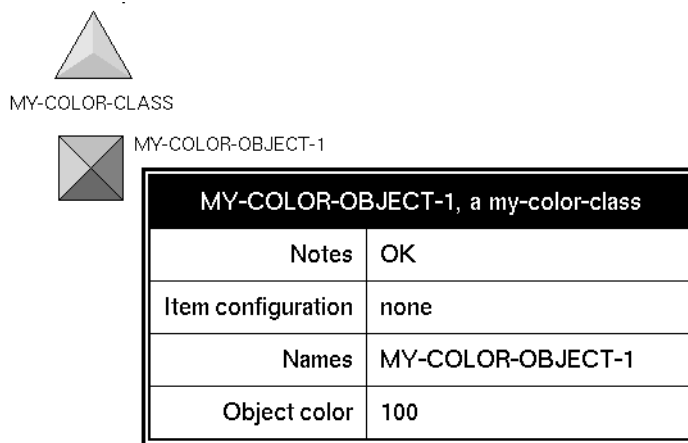 MY-COLOR-CLASS
MY-COLOR-OBJECT-1
MY-COLOR-OBJECT-1, a my-color-class
Notes OK
Item configuration none
Names MY-COLOR-OBJECT-1
Object color 100